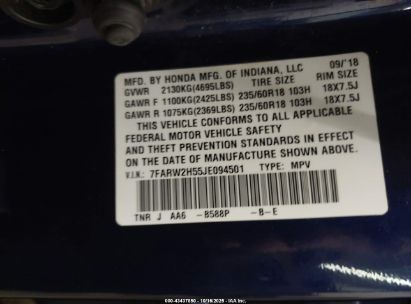 MFD. BY HONDA MFG. OF INDIANA, LLC 09/'18
GVWR 2130KG(4695LBS) TIRE SIZE RIM SIZE
GAWR F 1100KG(2425LBS) 235/60R18 103H 18X7.5J
GAWR R 1075KG(2369LBS) 235/60R18 103H 18X7.5J
THIS VEHICLE CONFORMS TO ALL APPLICABLE
FEDERAL MOTOR VEHICLE SAFETY
AND THEFT PREVENTION STANDARDS IN EFFECT
ON THE DATE OF MANUFACTURE SHOWN ABOVE.
V.I.N.: 7FARW2H55JE094501 TYPE: MPV
TNR J AA6 -B588P -B-E